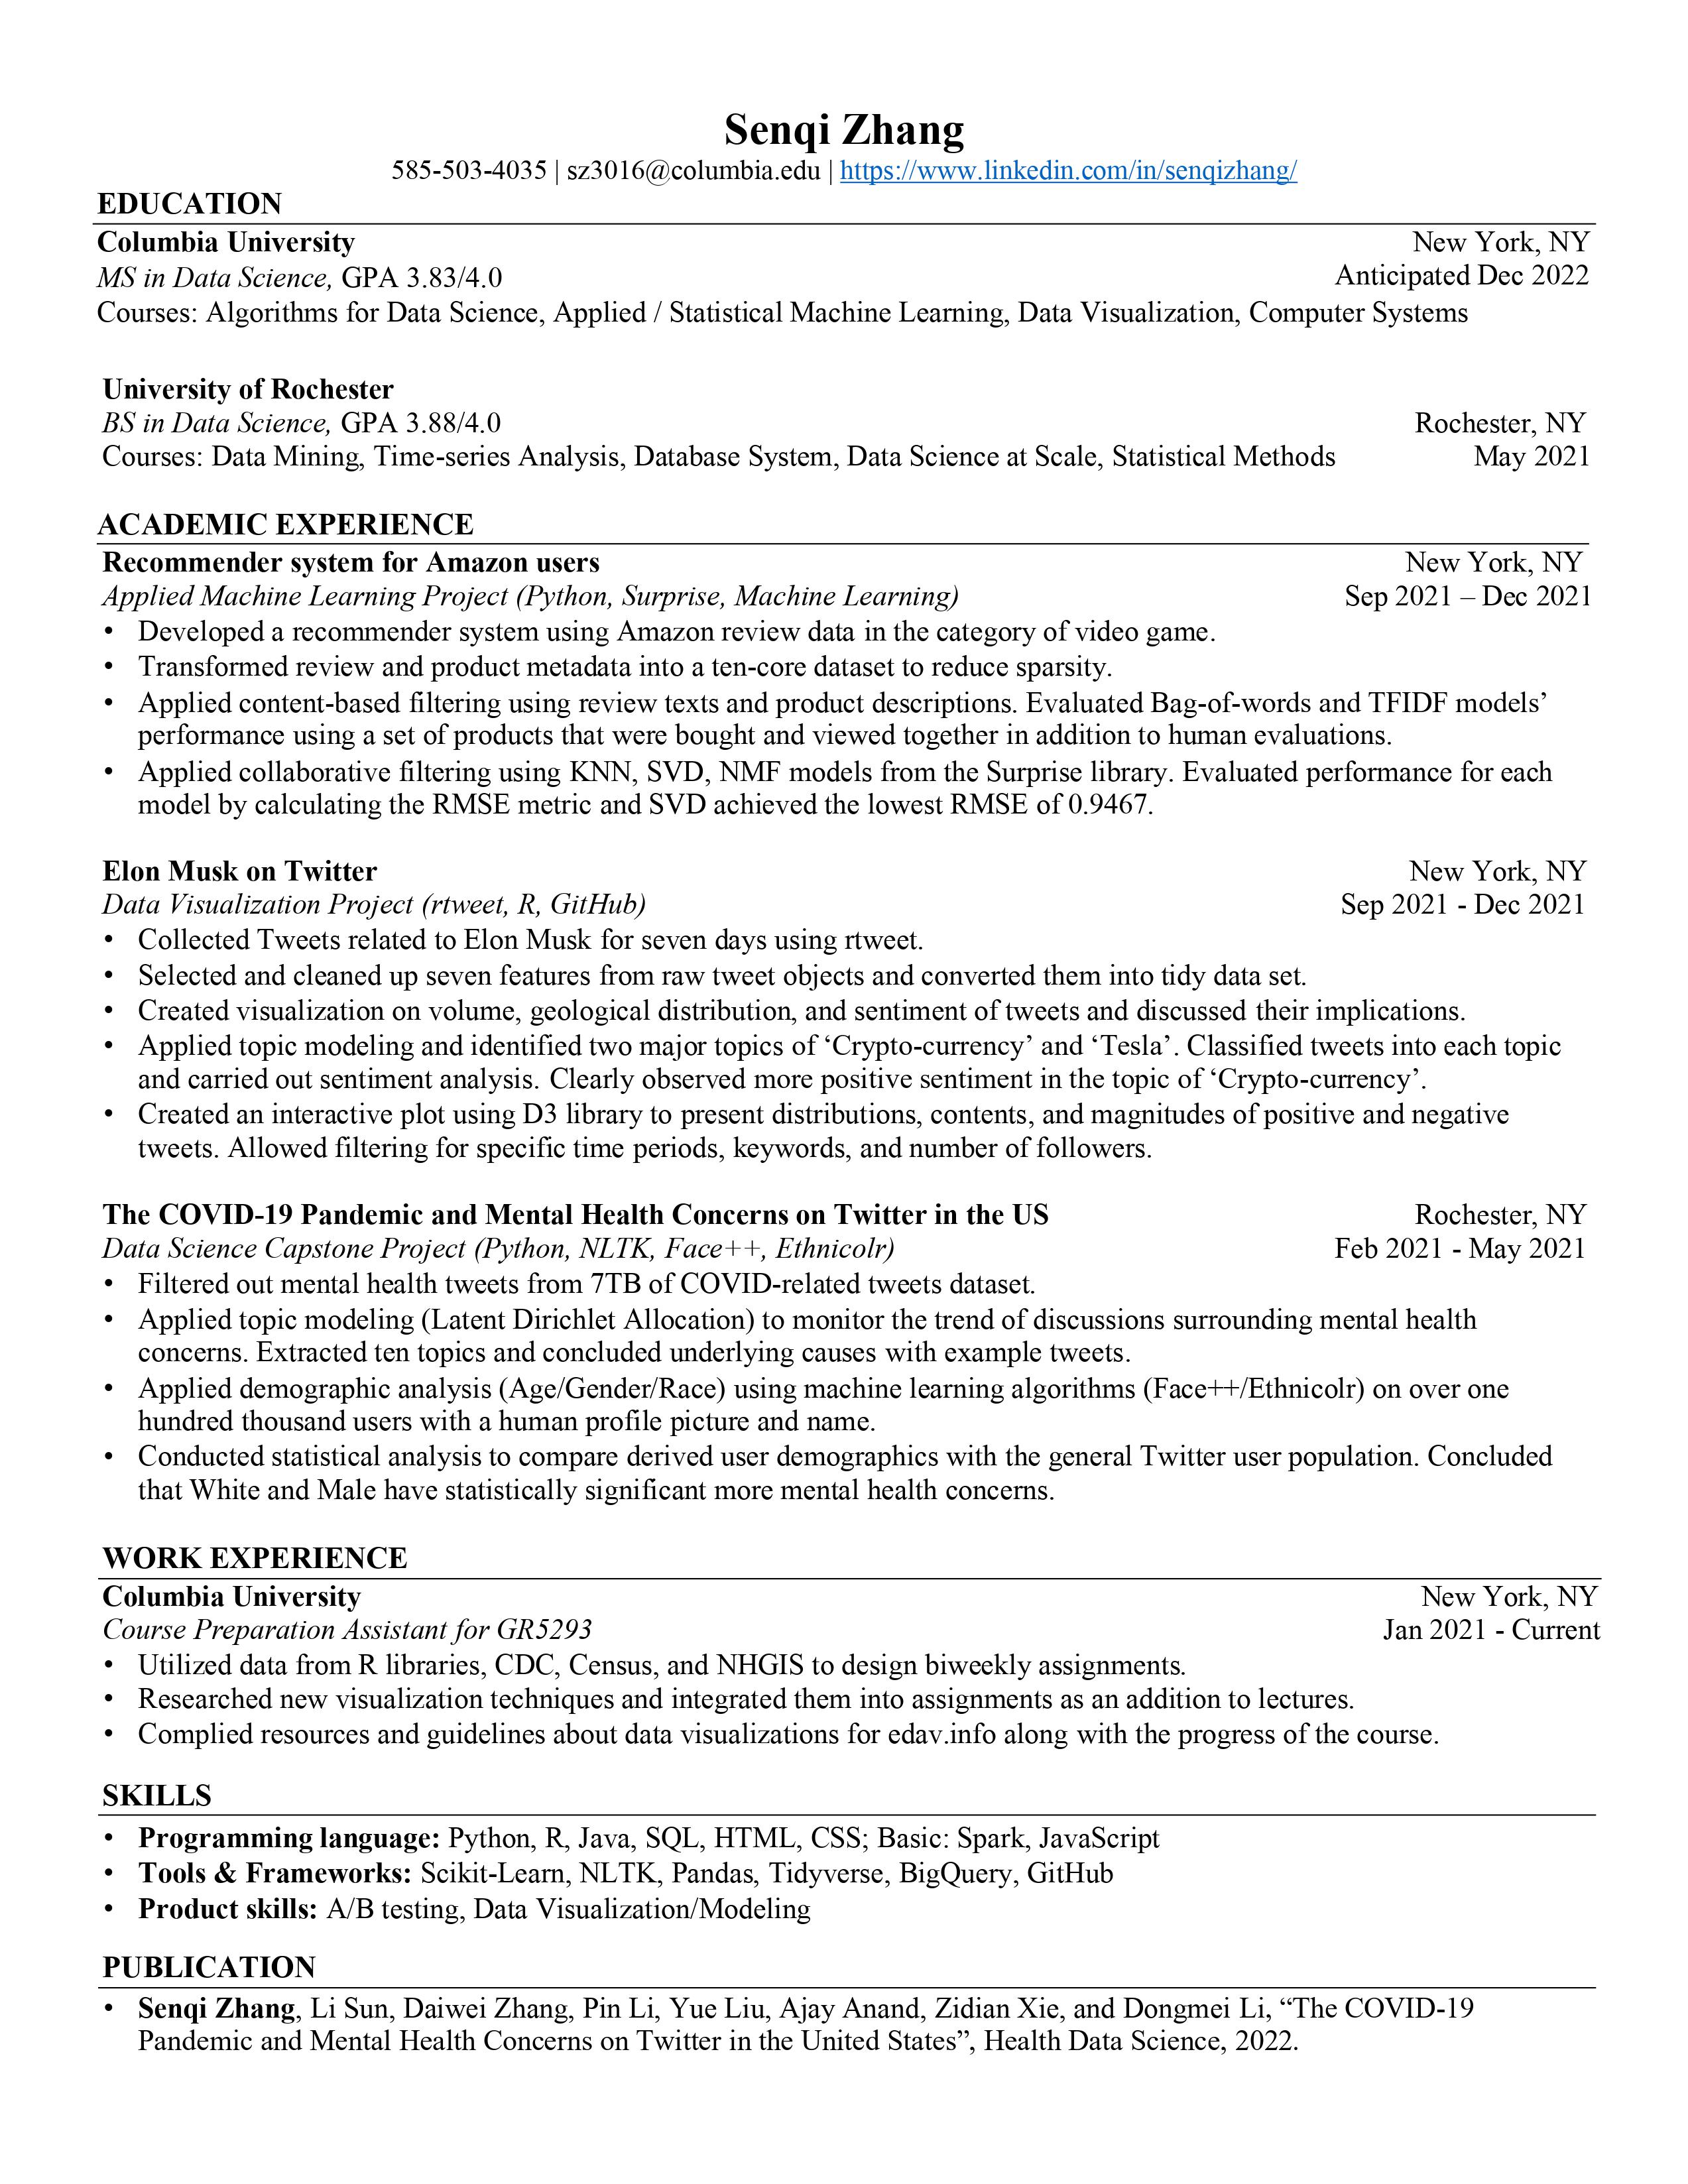 Senqi Zhang
585-503-4035 | sz3016@columbia.edu | https://www.linkedin.com/in/senqizhang/
EDUCATION
Columbia University New York, NY
MS in Data Science, GPA 3.83/4.0 Anticipated Dec 2022
Courses: Algorithms for Data Science, Applied / Statistical Machine Learning, Data Visualization, Computer Systems
University of Rochester
BS in Data Science, GPA 3.88/4.0 Rochester, NY
Courses: Data Mining, Time-series Analysis, Database System, Data Science at Scale, Statistical Methods May 2021
ACADEMIC EXPERIENCE
Recommender system for Amazon users New York, NY
Applied Machine Learning Project (Python, Surprise, Machine Learning) Sep 2021 – Dec 2021
• Developed a recommender system using Amazon review data in the category of video game.
• Transformed review and product metadata into a ten-core dataset to reduce sparsity.
• Applied content-based filtering using review texts and product descriptions. Evaluated Bag-of-words and TFIDF models’
performance using a set of products that were bought and viewed together in addition to human evaluations.
• Applied collaborative filtering using KNN, SVD, NMF models from the Surprise library. Evaluated performance for each
model by calculating the RMSE metric and SVD achieved the lowest RMSE of 0.9467.
Elon Musk on Twitter New York, NY
Data Visualization Project (rtweet, R, GitHub) Sep 2021 - Dec 2021
• Collected Tweets related to Elon Musk for seven days using rtweet.
• Selected and cleaned up seven features from raw tweet objects and converted them into tidy data set.
• Created visualization on volume, geological distribution, and sentiment of tweets and discussed their implications.
• Applied topic modeling and identified two major topics of ‘Crypto-currency’ and ‘Tesla’. Classified tweets into each topic
and carried out sentiment analysis. Clearly observed more positive sentiment in the topic of ‘Crypto-currency’.
• Created an interactive plot using D3 library to present distributions, contents, and magnitudes of positive and negative
tweets. Allowed filtering for specific time periods, keywords, and number of followers.
The COVID-19 Pandemic and Mental Health Concerns on Twitter in the US Rochester, NY
Data Science Capstone Project (Python, NLTK, Face++, Ethnicolr) Feb 2021 - May 2021
• Filtered out mental health tweets from 7TB of COVID-related tweets dataset.
• Applied topic modeling (Latent Dirichlet Allocation) to monitor the trend of discussions surrounding mental health
concerns. Extracted ten topics and concluded underlying causes with example tweets.
• Applied demographic analysis (Age/Gender/Race) using machine learning algorithms (Face++/Ethnicolr) on over one
hundred thousand users with a human profile picture and name.
• Conducted statistical analysis to compare derived user demographics with the general Twitter user population. Concluded
that White and Male have statistically significant more mental health concerns.
WORK EXPERIENCE
Columbia University New York, NY
Course Preparation Assistant for GR5293 Jan 2021 - Current
• Utilized data from R libraries, CDC, Census, and NHGIS to design biweekly assignments.
• Researched new visualization techniques and integrated them into assignments as an addition to lectures.
• Complied resources and guidelines about data visualizations for edav.info along with the progress of the course.
SKILLS
• Programming language: Python, R, Java, SQL, HTML, CSS; Basic: Spark, JavaScript
• Tools & Frameworks: Scikit-Learn, NLTK, Pandas, Tidyverse, BigQuery, GitHub
• Product skills: A/B testing, Data Visualization/Modeling
PUBLICATION
• Senqi Zhang, Li Sun, Daiwei Zhang, Pin Li, Yue Liu, Ajay Anand, Zidian Xie, and Dongmei Li, “The COVID-19
Pandemic and Mental Health Concerns on Twitter in the United States”, Health Data Science, 2022.